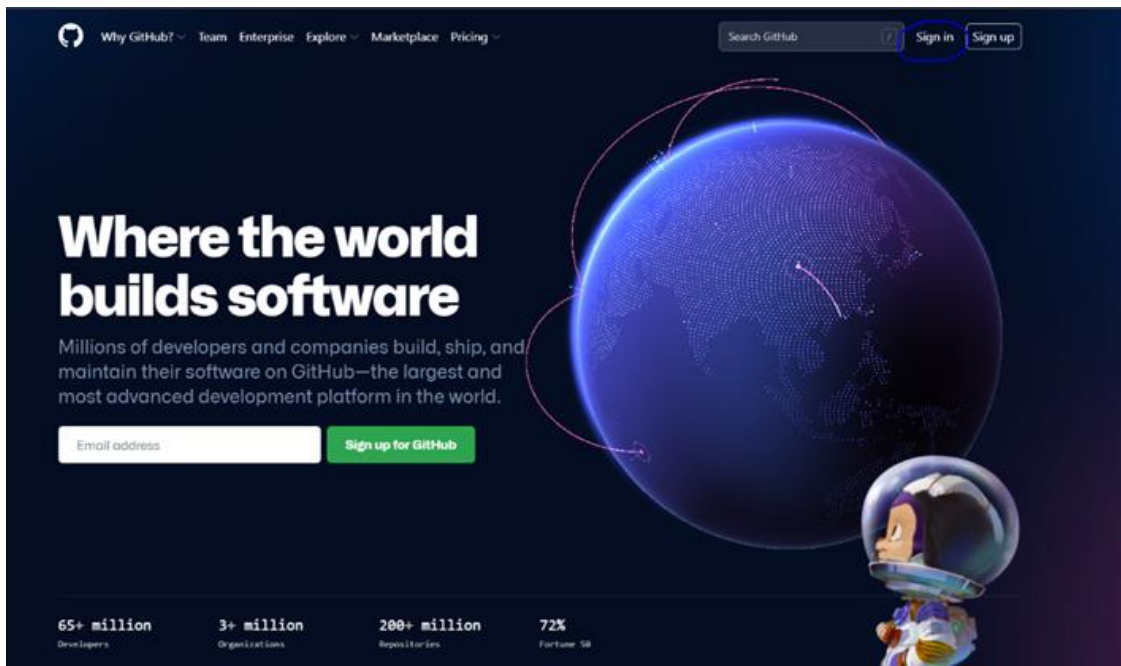 Why GitHub? Team Enterprise Explore Marketplace Pricing
Search GitHub /
Sign in
Sign up
Where the world
builds software
Millions of developers and companies build, ship, and
maintain their software on GitHub—the largest and
most advanced development platform in the world.
Email address
Sign up for GitHub
65+ million
Developers
3+ million
Organizations
200+ million
Repositories
72%
Fortune 50